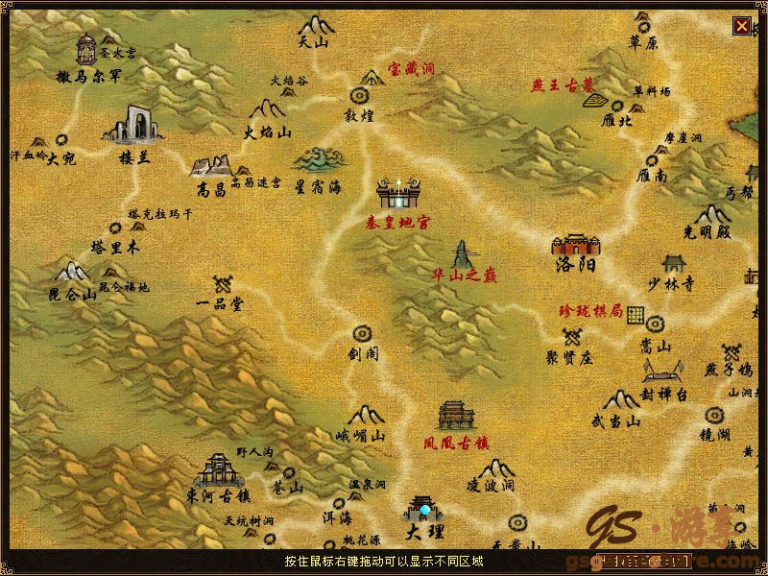 天山
草原
圣火宫
撒马尔罕
宝藏洞
火焰谷
燕王古墓
草料场
敦煌
雁北
火焰山
摩崖洞
汗血岭
大宛
楼兰
高昌
高昌迷宫
星宿海
雁南
丐帮
塔克拉玛干
秦皇地宫
光明殿
塔里木
洛阳
昆仑山
昆仑福地
华山之巅
少林寺
一品堂
珍珑棋局
剑阁
聚贤庄
嵩山
燕子坞
封禅台
山洞
峨嵋山
武当山
镜湖
凤凰古镇
野人沟
束河古镇
苍山
温泉洞
凌波洞
天坑树洞
洱海
大理
桃花源
无量山
GS·游季
按住鼠标右键拖动可以显示不同区域